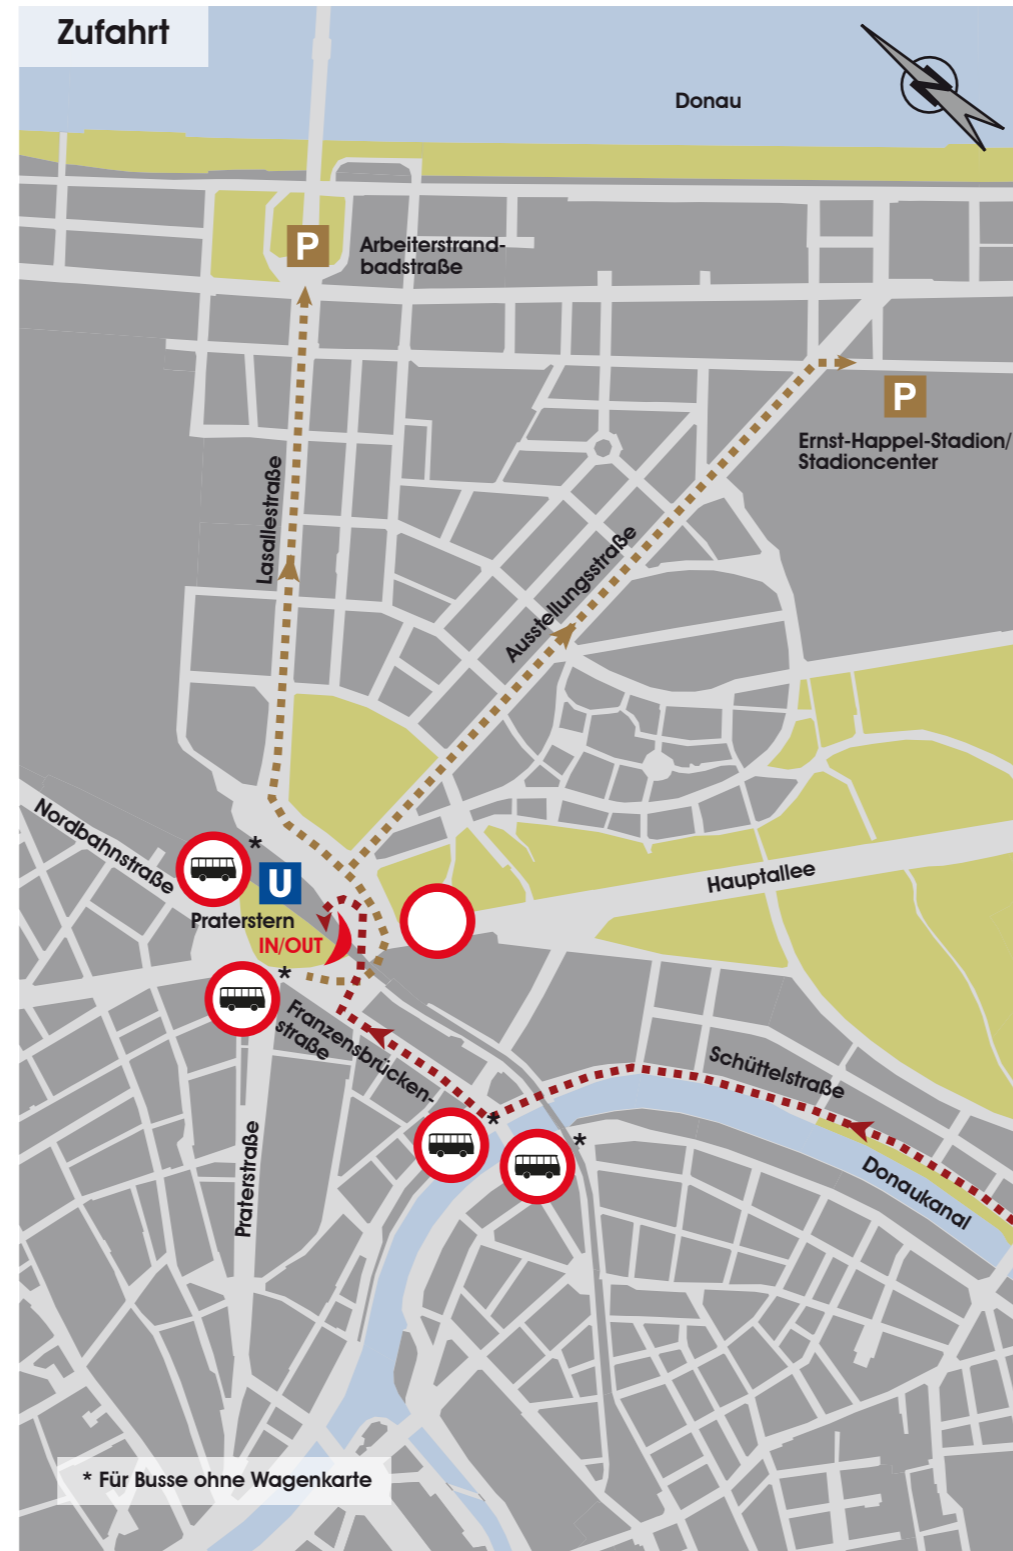 Zufahrt
Donau
P
Arbeiterstrand-
badstraße
P
Ernst-Happel-Stadion/
Stadioncenter
Lasallestraße
Ausstellungsstraße
Nordbahnstraße
*
U
Hauptallee
Praterstern
IN/OUT
*
Franzensbrücken-
straße
Schüttelstraße
*
*
Praterstraße
Donaukanal
* Für Busse ohne Wagenkarte